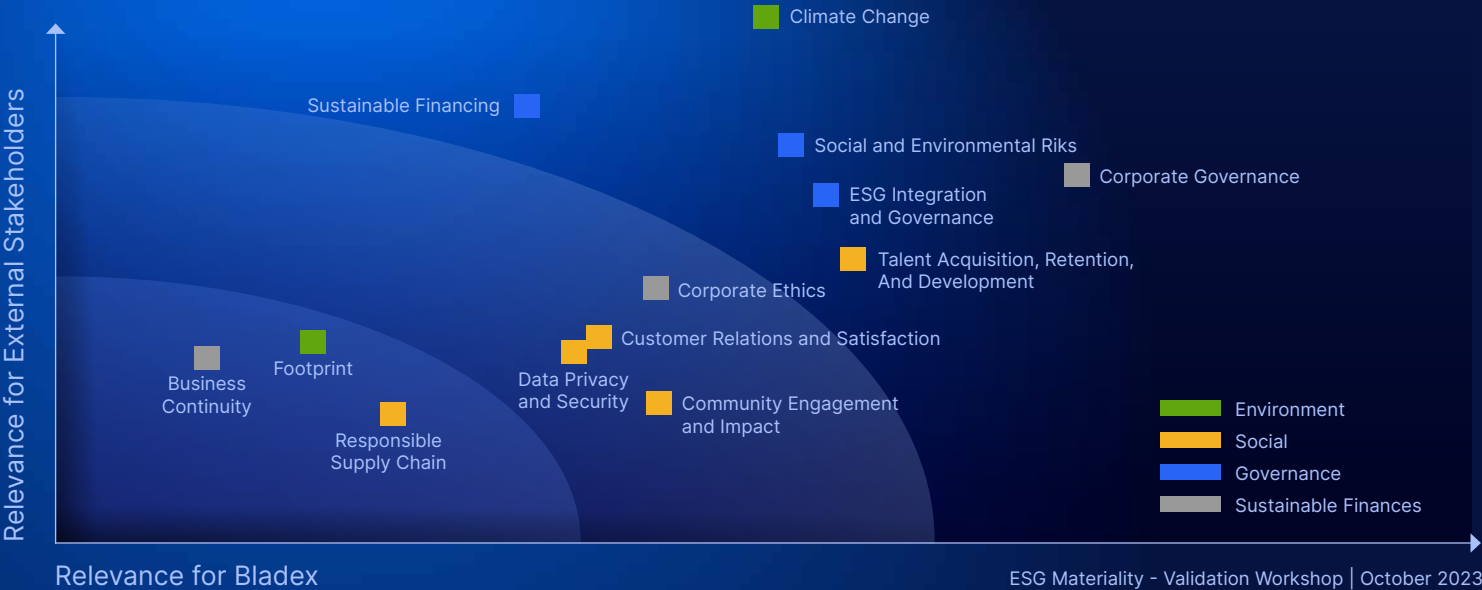 Climate Change
Sustainable Financing
Social and Environmental Riks
Corporate Governance
ESG Integration
and Governance
Talent Acquisition, Retention,
And Development
Corporate Ethics
Customer Relations and Satisfaction
Data Privacy
and Security
Community Engagement
and Impact
Footprint
Business
Continuity
Responsible
Supply Chain
Environment
Social
Governance
Sustainable Finances
Relevance for External Stakeholders
Relevance for Bladex
ESG Materiality - Validation Workshop | October 2023